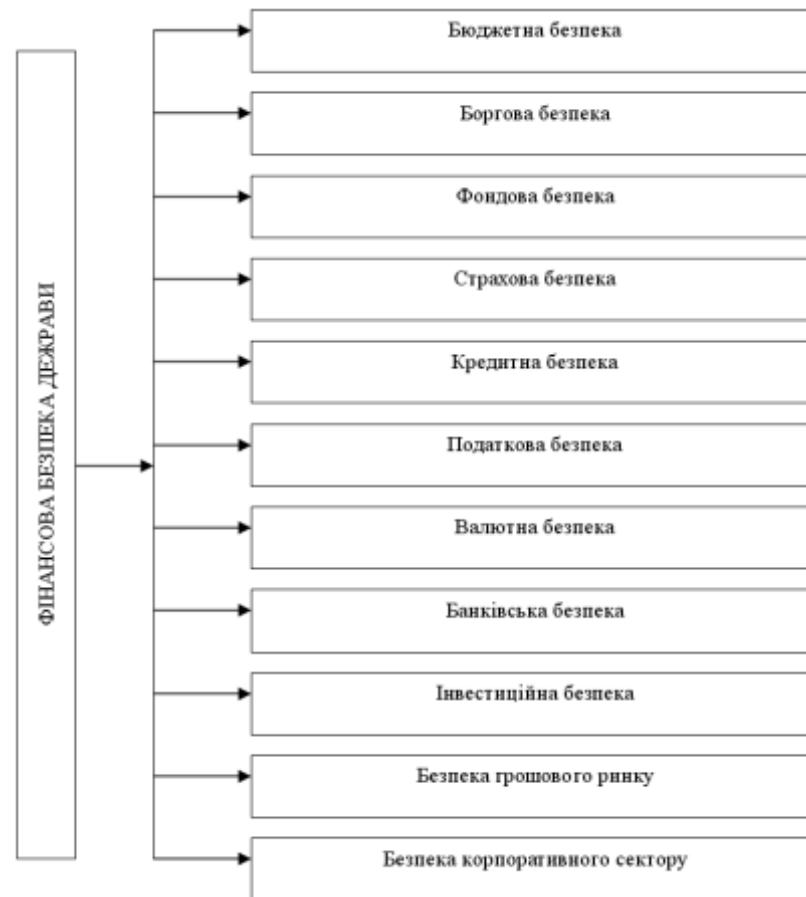 ФІНАНСОВА БЕЗПЕКА ДЕЖРАВИ
Бюджетна безпека
Боргова безпека
Фондова безпека
Страхова безпека
Кредитна безпека
Податкова безпека
Валютна безпека
Банківська безпека
Інвестиційна безпека
Безпека грошового ринку
Безпека корпоративного сектору